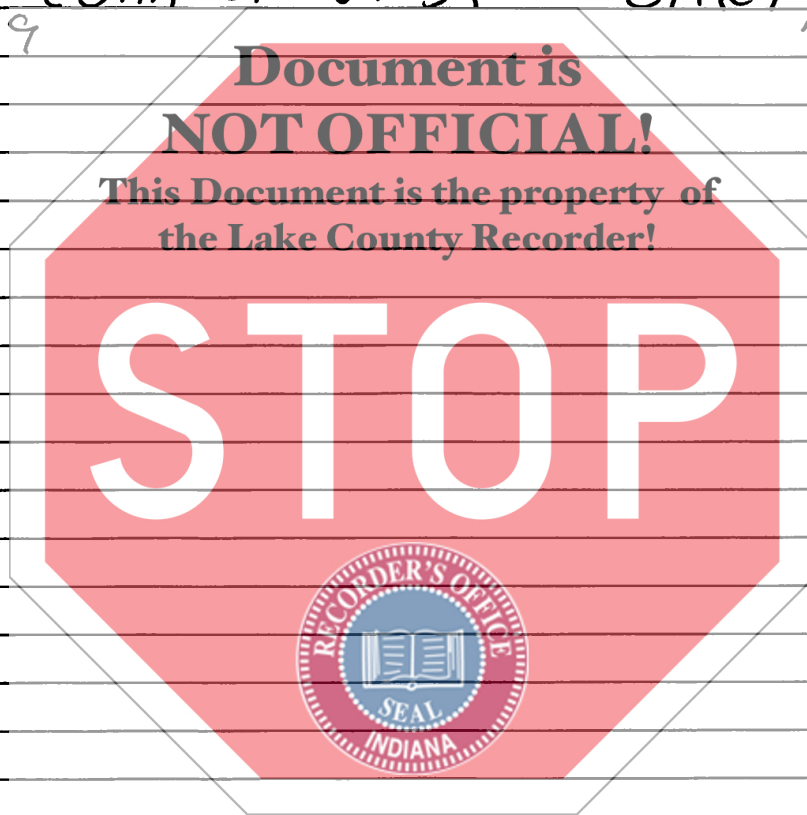 Document is
NOT OFFICIAL!
This Document is the property of
the Lake County Recorder!
STOP
RECORDER'S OFFICE
SEAL
INDIANA